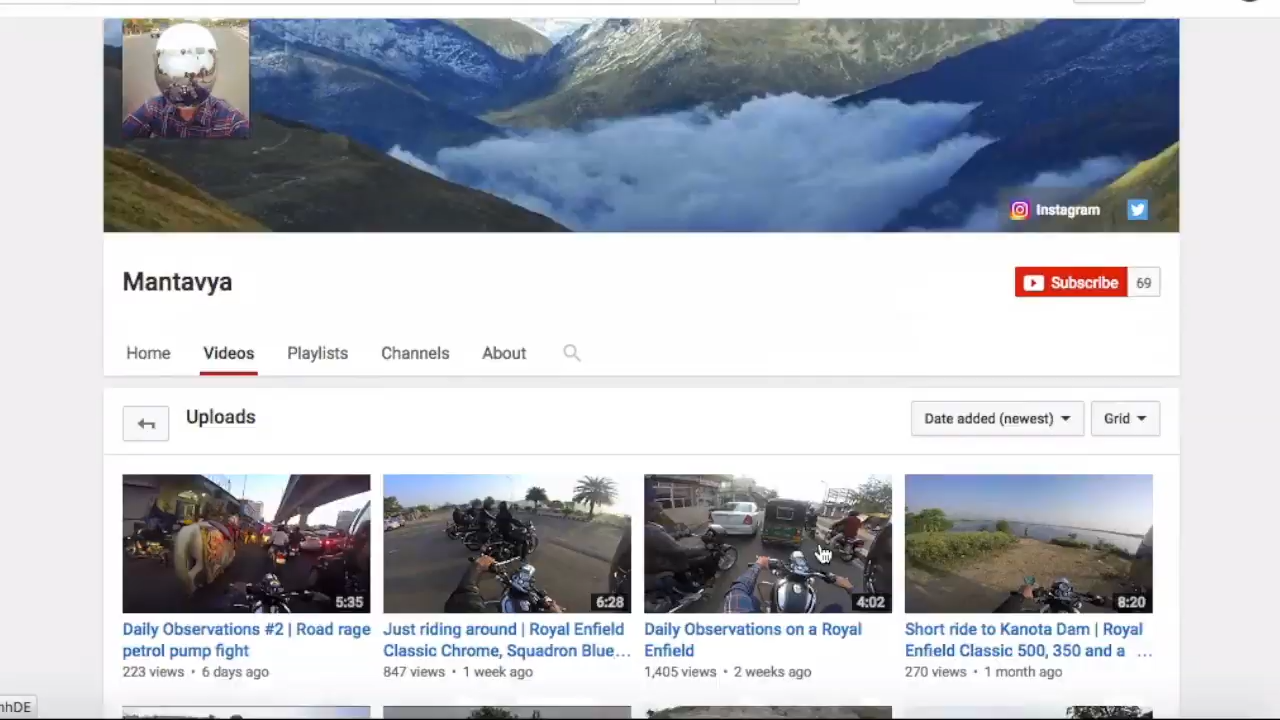 Instagram
Mantavya
Subscribe 69
Home Videos Playlists Channels About
Uploads
Date added (newest) Grid
5:35
6:28
4:02
8:20
Daily Observations #2 | Road rage
petrol pump fight
223 views • 6 days ago
Just riding around | Royal Enfield
Classic Chrome, Squadron Blue...
847 views • 1 week ago
Daily Observations on a Royal
Enfield
1,405 views • 2 weeks ago
Short ride to Kanota Dam | Royal
Enfield Classic 500, 350 and a ...
270 views • 1 month ago
nhDE